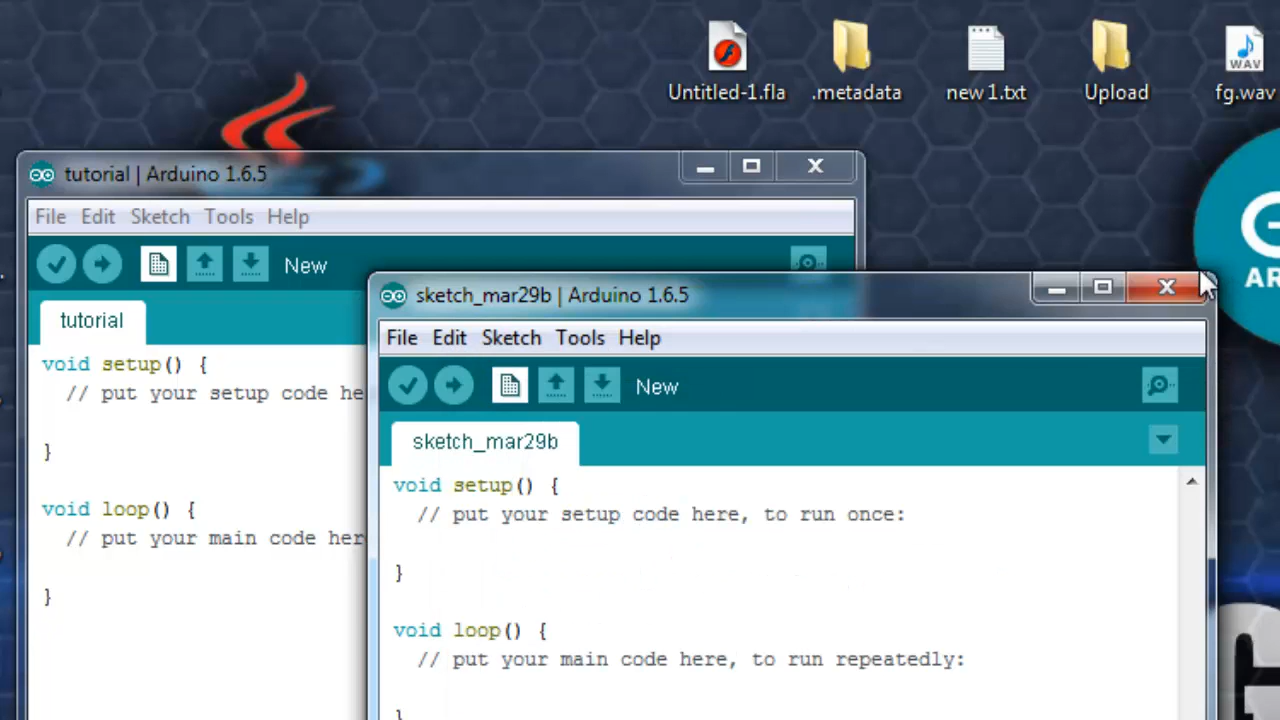 Untitled-1.fla
.metadata
new 1.txt
Upload
WAV
fg.wav
tutorial | Arduino 1.6.5
File Edit Sketch Tools Help
New
tutorial
void setup() {
// put your setup code he
}
void loop() {
// put your main code her
}
sketch_mar29b | Arduino 1.6.5
File Edit Sketch Tools Help
New
sketch_mar29b
void setup() {
// put your setup code here, to run once:
}
void loop() {
// put your main code here, to run repeatedly:
}
AR
G